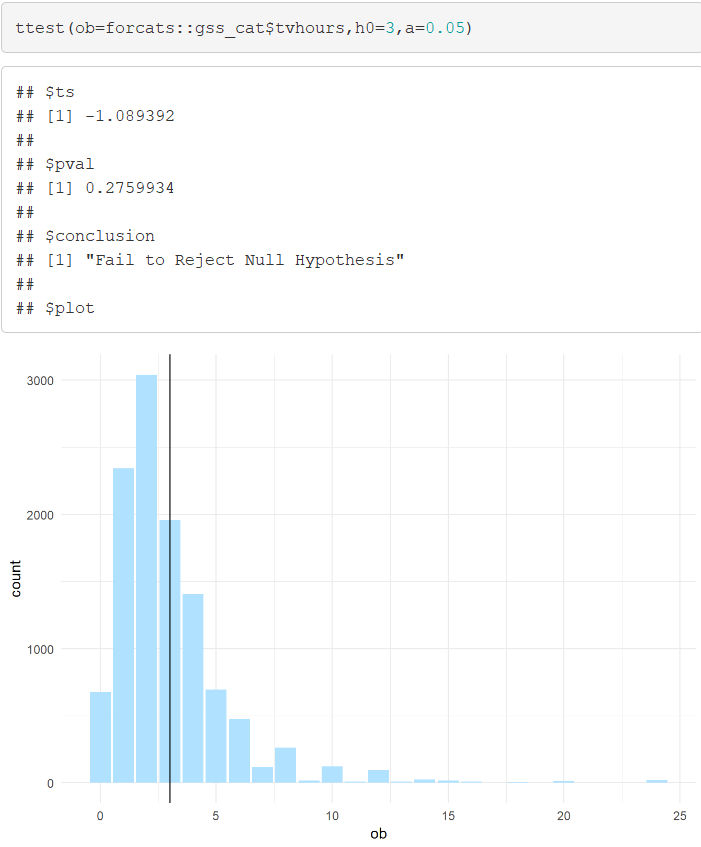 ttest(ob=forcats::gss_cat$tvhours,h0=3,a=0.05)
## $ts
## [1] -1.089392
##
## $pval
## [1] 0.2759934
##
## $conclusion
## [1] "Fail to Reject Null Hypothesis"
##
## $plot
3000
2000
1000
0
count
0 5 10 15 20 25
ob